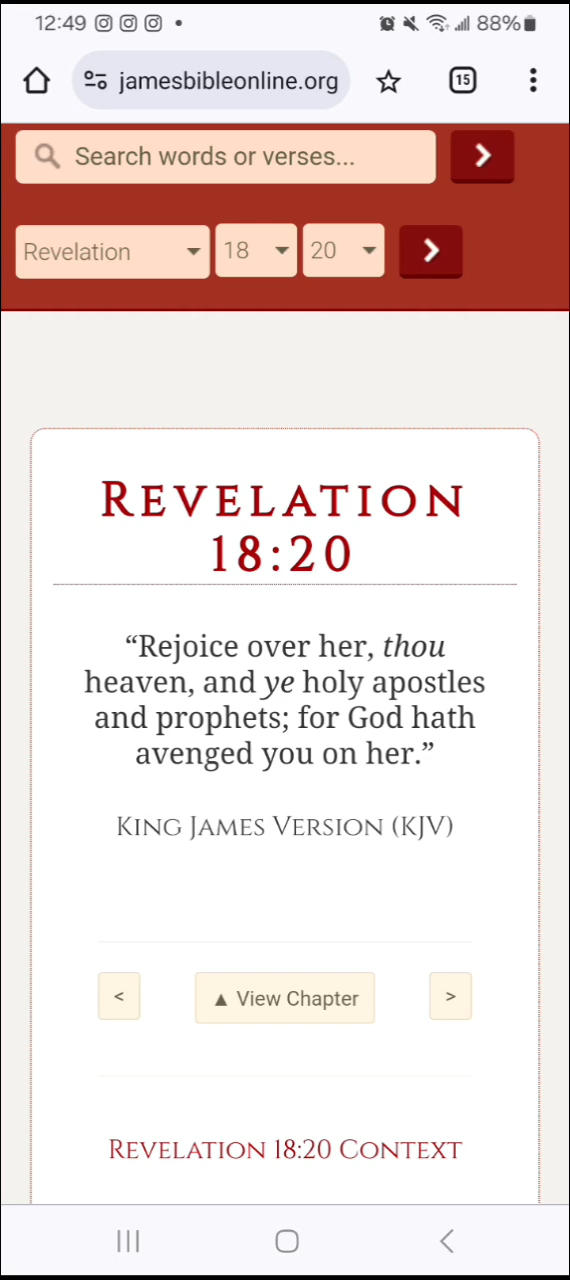 12:49 88%
jamesbibleonline.org 15
Search words or verses...
Revelation 18 20
REVELATION
18:20
“Rejoice over her, thou
heaven, and ye holy apostles
and prophets; for God hath
avenged you on her.”
KING JAMES VERSION (KJV)
< ▲ View Chapter >
REVELATION 18:20 CONTEXT